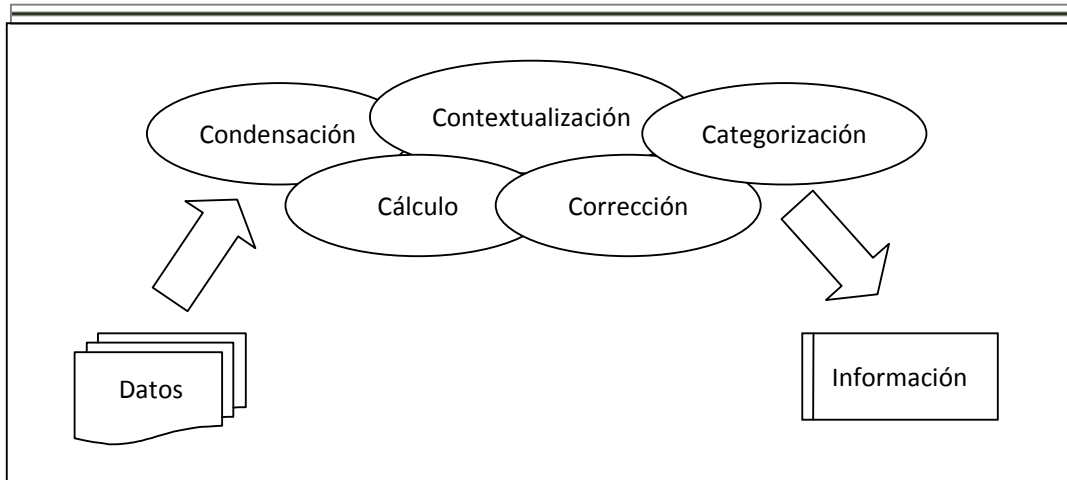 Contextualización
Condensación
Categorización
Cálculo
Corrección
Datos
Información